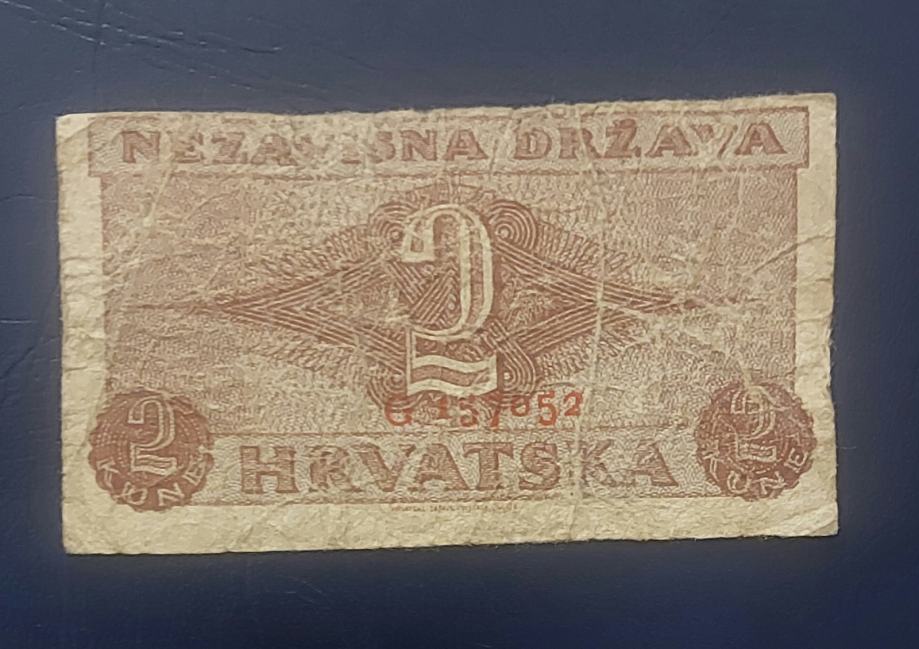 NEZAVISNA DRŽAVA
2
G 157052
2 KUNE
HRVATSKA
2 KUNE